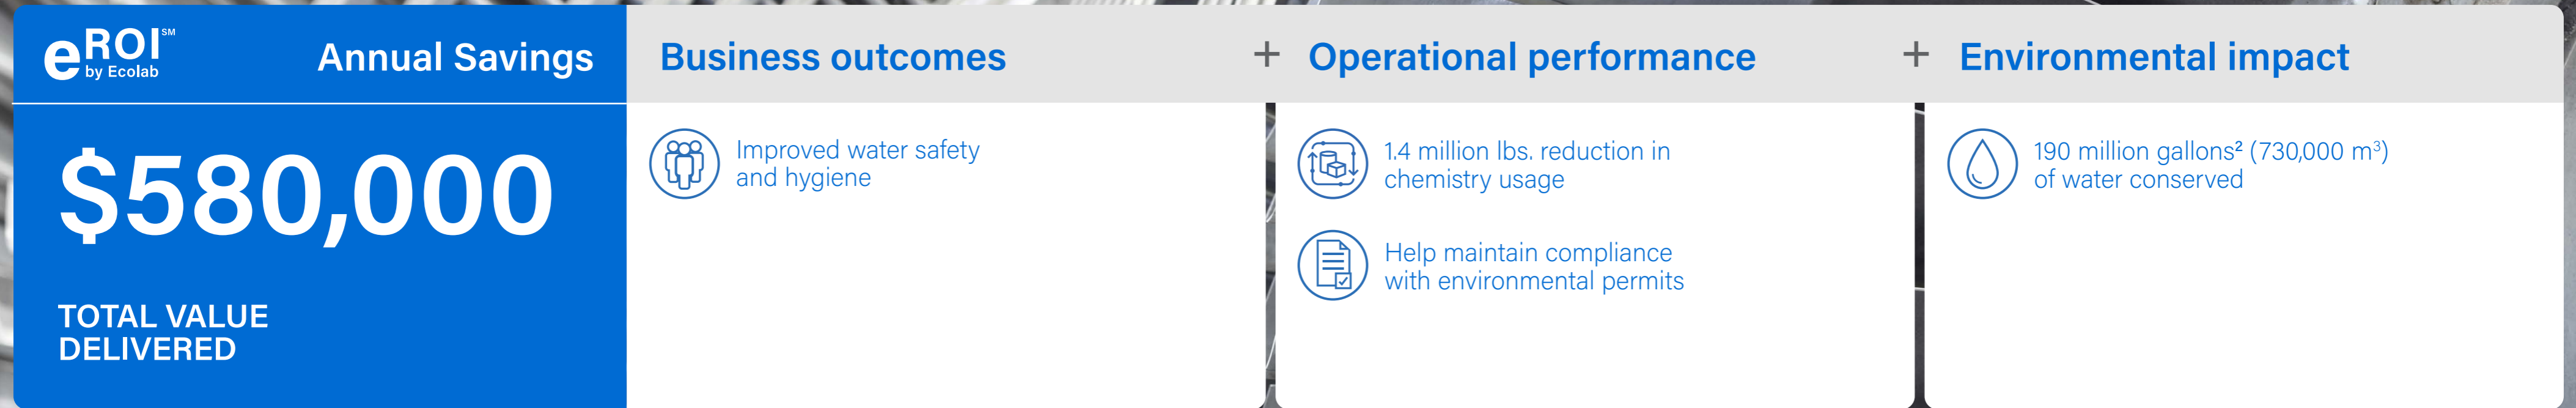 eROI℠
by Ecolab
Annual Savings
$580,000
TOTAL VALUE
DELIVERED
Business outcomes
Improved water safety
and hygiene
+
Operational performance
1.4 million lbs. reduction in
chemistry usage
Help maintain compliance
with environmental permits
+
Environmental impact
190 million gallons² (730,000 m³)
of water conserved